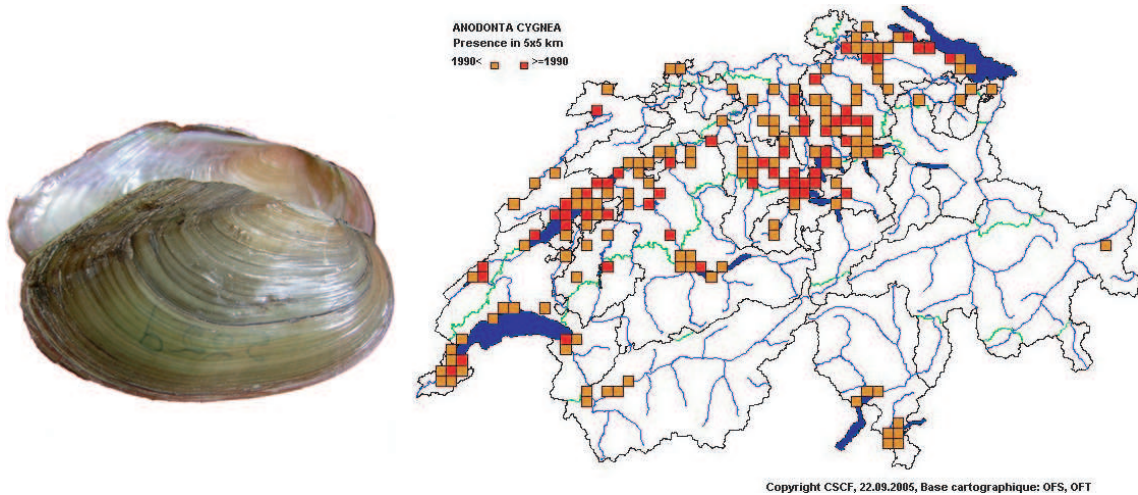 ANODONTA CYGNEA
Presence in 5x5 km
1990< >=1990
Copyright CSCF, 22.09.2005, Base cartographique: OFS, OFT